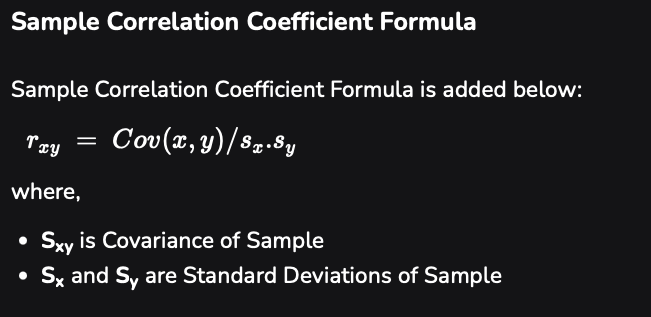 Sample Correlation Coefficient Formula
Sample Correlation Coefficient Formula is added below:
r_{xy} = Cov(x, y)/s_x.s_y
where,
• S_{xy} is Covariance of Sample
• S_x and S_y are Standard Deviations of Sample